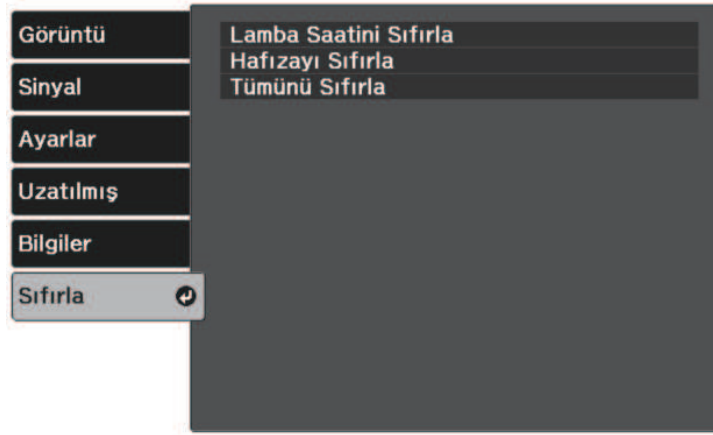 Görüntü
Sinyal
Ayarlar
Uzatılmış
Bilgiler
Sıfırla
Lamba Saatini Sıfırla
Hafızayı Sıfırla
Tümünü Sıfırla